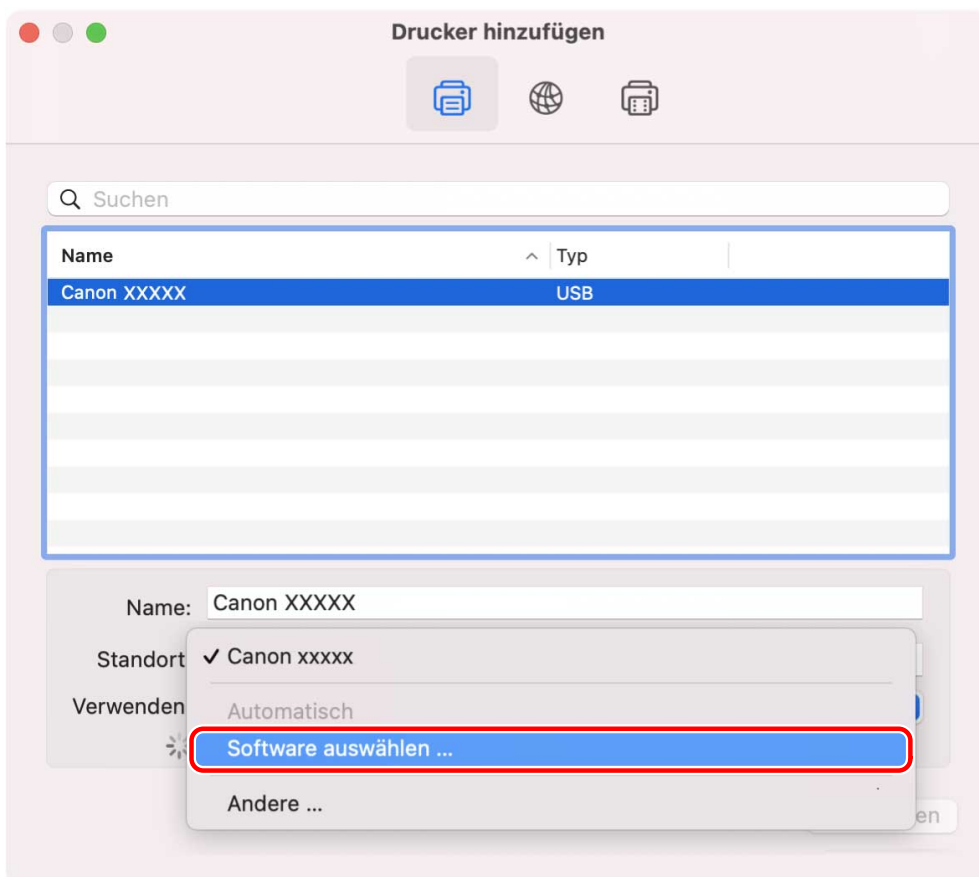 Drucker hinzufügen
Suchen
Name Typ
Canon XXXXX USB
Name: Canon XXXXX
Standort ✓ Canon xxxxx
Verwenden
Automatisch
Software auswählen ...
Andere ...
en